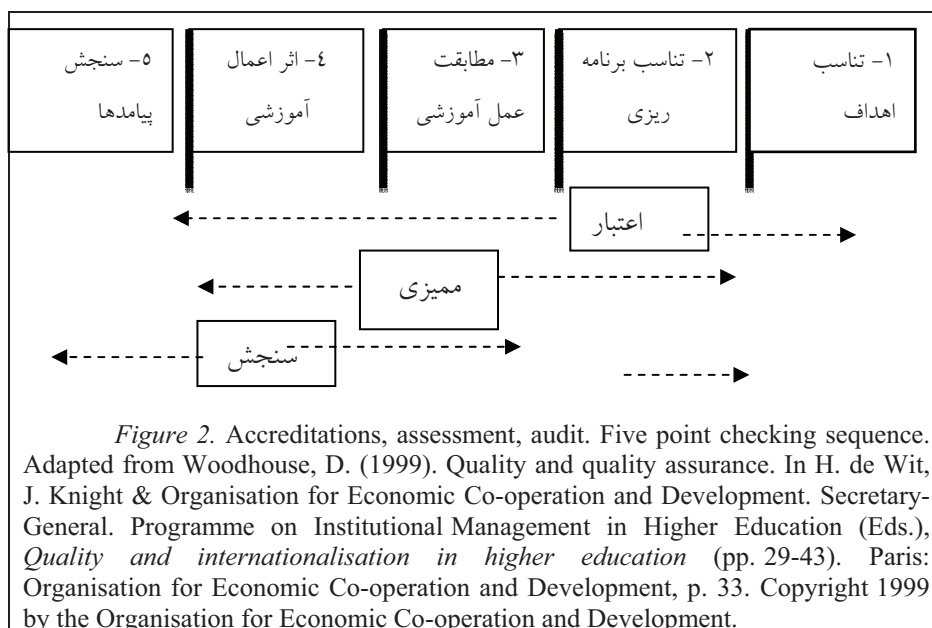 ۱- تناسب
اهداف
۲- تناسب برنامه
ریزی
۳- مطابقت
عمل آموزشی
٤- اثر اعمال
آموزشی
۵- سنجش
پیامدها
اعتبار
ممیزی
سنجش
Figure 2. Accreditations, assessment, audit. Five point checking sequence.
Adapted from Woodhouse, D. (1999). Quality and quality assurance. In H. de Wit,
J. Knight & Organisation for Economic Co-operation and Development. Secretary-
General. Programme on Institutional Management in Higher Education (Eds.),
Quality and internationalisation in higher education (pp. 29-43). Paris:
Organisation for Economic Co-operation and Development, p. 33. Copyright 1999
by the Organisation for Economic Co-operation and Development.